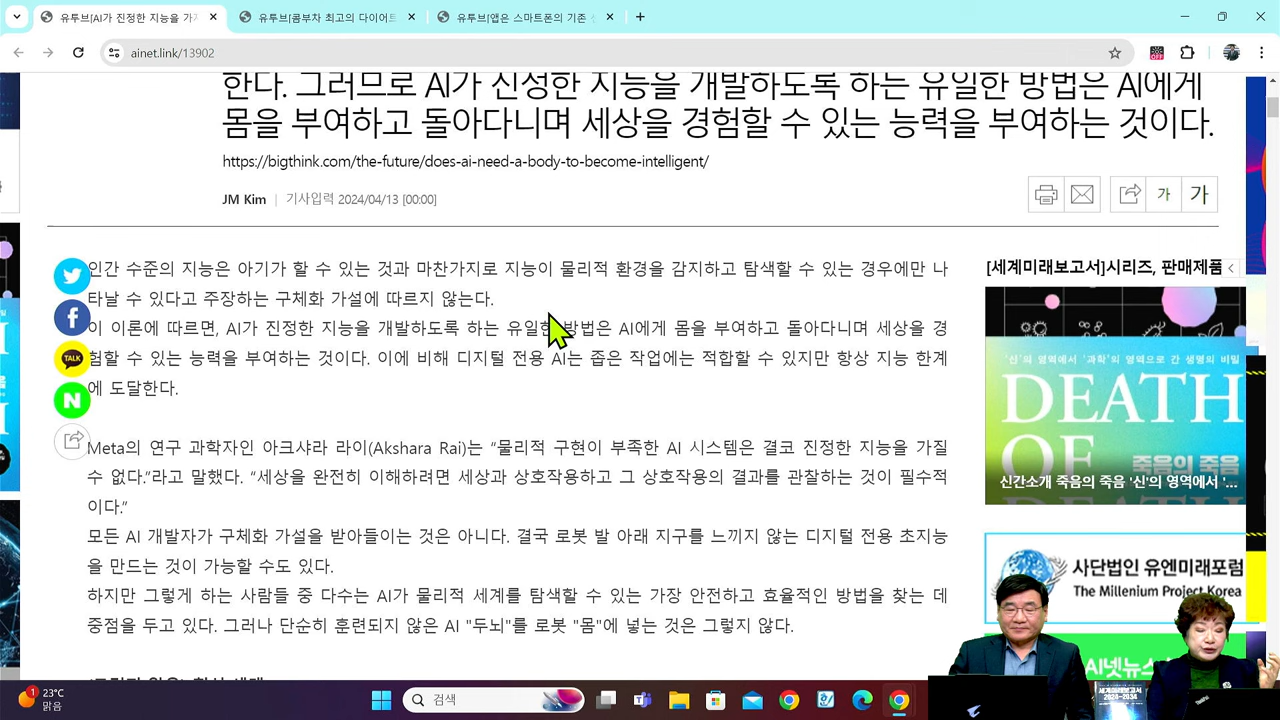 유투브[AI가 진정한 지능을 가지
유투브[콤부차 최고의 다이어트
유투브[앱은 스마트폰의 기존
ainet.link/13902
한다. 그러므로 AI가 진정한 지능을 개발하도록 하는 유일한 방법은 AI에게
몸을 부여하고 돌아다니며 세상을 경험할 수 있는 능력을 부여하는 것이다.
https://bigthink.com/the-future/does-ai-need-a-body-to-become-intelligent/
JM Kim | 기사입력 2024/04/13 [00:00]
가 가
인간 수준의 지능은 아기가 할 수 있는 것과 마찬가지로 지능이 물리적 환경을 감지하고 탐색할 수 있는 경우에만 나
타날 수 있다고 주장하는 구체화 가설에 따르지 않는다.
이 이론에 따르면, AI가 진정한 지능을 개발하도록 하는 유일한 방법은 AI에게 몸을 부여하고 돌아다니며 세상을 경
험할 수 있는 능력을 부여하는 것이다. 이에 비해 디지털 전용 AI는 좁은 작업에는 적합할 수 있지만 항상 지능 한계
에 도달한다.
TALK
N
Meta의 연구 과학자인 아크샤라 라이(Akshara Rai)는 “물리적 구현이 부족한 AI 시스템은 결코 진정한 지능을 가질
수 없다.”라고 말했다. “세상을 완전히 이해하려면 세상과 상호작용하고 그 상호작용의 결과를 관찰하는 것이 필수적
이다.”
모든 AI 개발자가 구체화 가설을 받아들이는 것은 아니다. 결국 로봇 발 아래 지구를 느끼지 않는 디지털 전용 초지능
을 만드는 것이 가능할 수도 있다.
하지만 그렇게 하는 사람들 중 다수는 AI가 물리적 세계를 탐색할 수 있는 가장 안전하고 효율적인 방법을 찾는 데
중점을 두고 있다. 그러나 단순히 훈련되지 않은 AI "두뇌"를 로봇 "몸"에 넣는 것은 그렇지 않다.
[세계미래보고서]시리즈, 판매제품
'신'의 영역에서 '과학'의 영역으로 간 생명의 비밀
DEATH
OF
죽음의 죽음
신간소개 죽음의 죽음 '신'의 영역에서 '...
사단법인 유엔미래포럼
The Millenium Project Korea
AI넷뉴스
세계미래보고서
2024-2034
1
23°C
맑음
검색